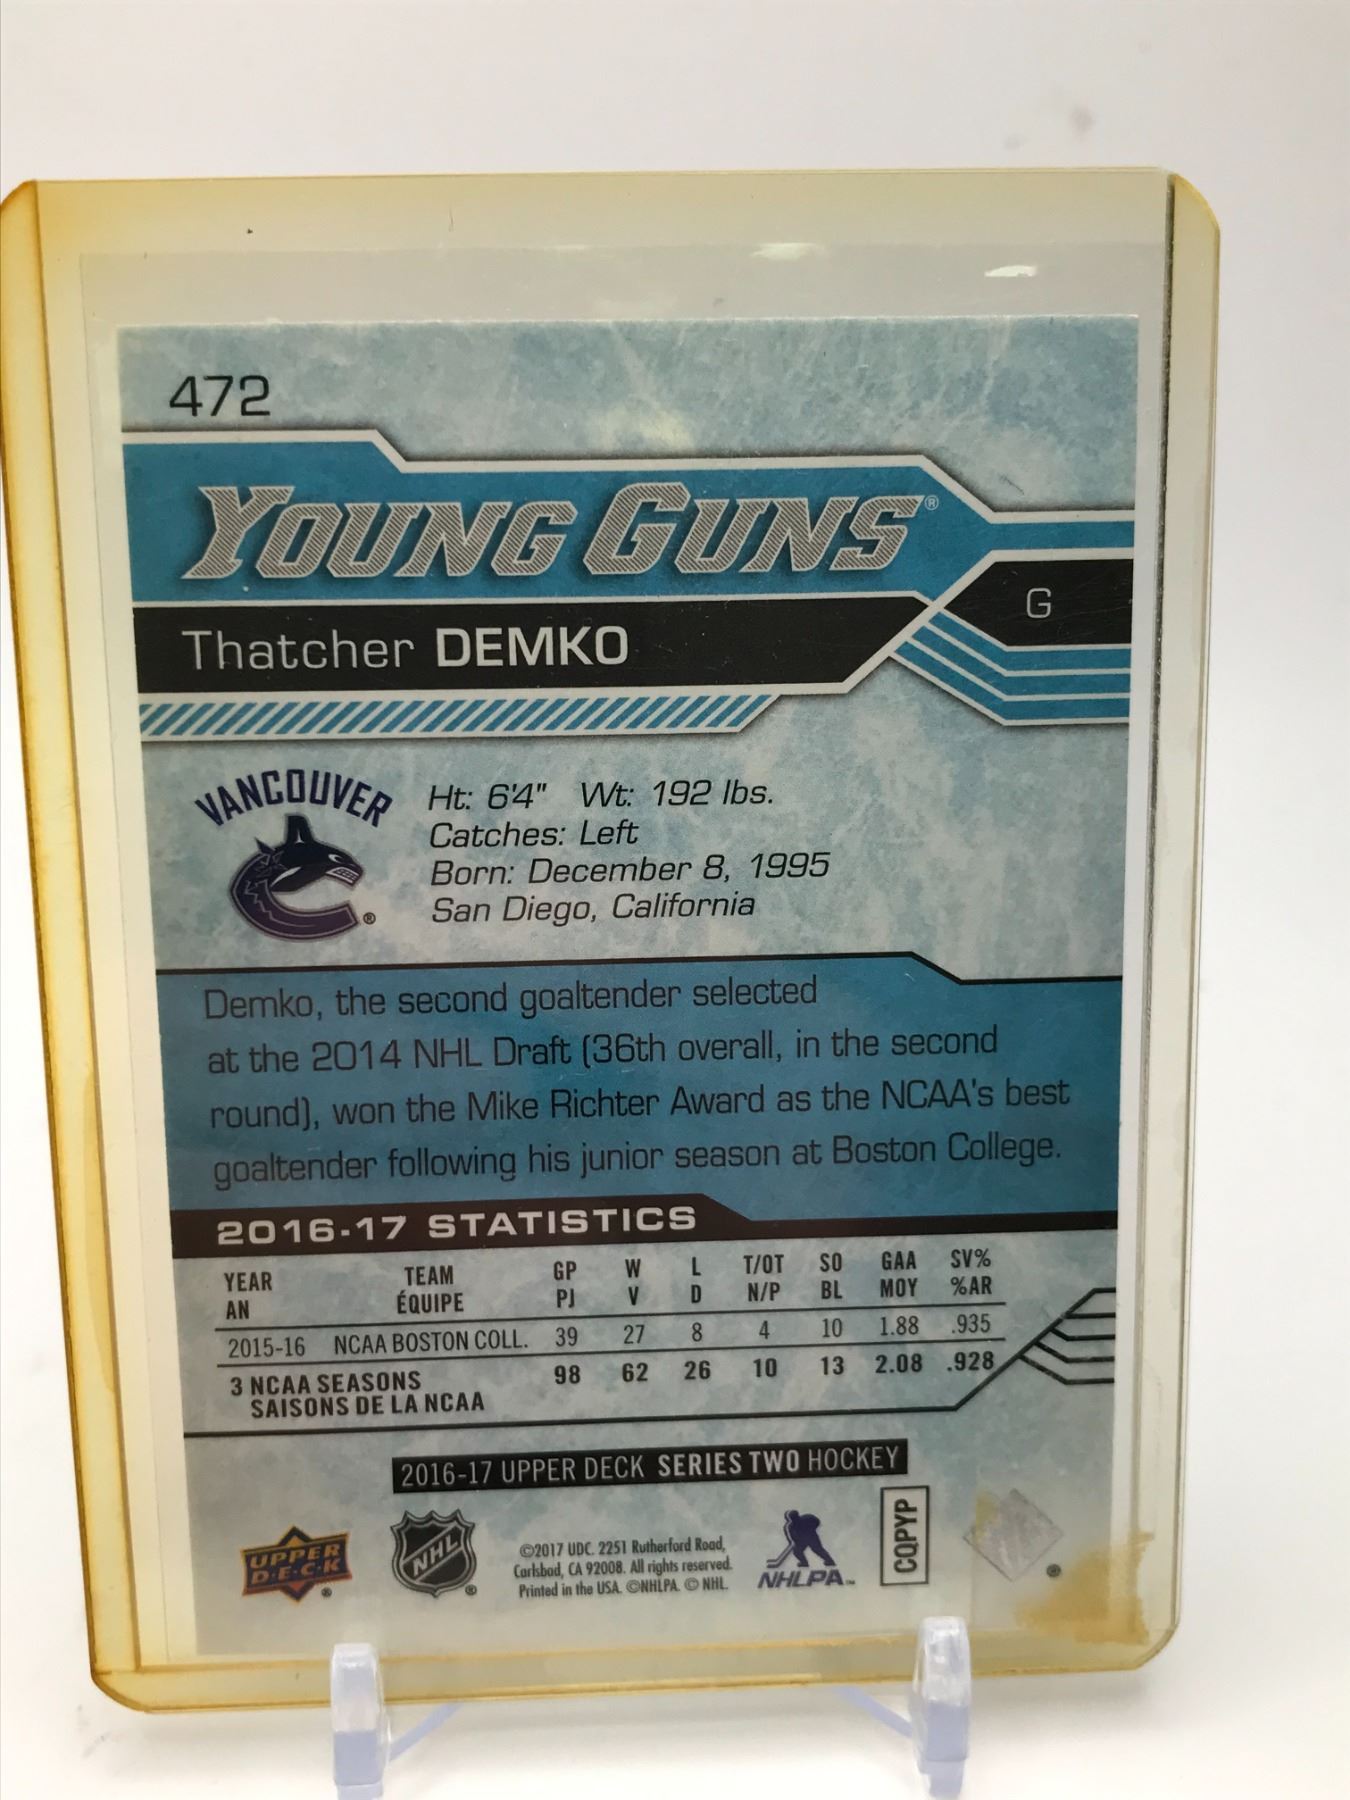 472
YOUNG GUNS®
G
Thatcher DEMKO
VANCOUVER
®
Ht: 6'4" Wt: 192 lbs.
Catches: Left
Born: December 8, 1995
San Diego, California
Demko, the second goaltender selected
at the 2014 NHL Draft (36th overall, in the second
round), won the Mike Richter Award as the NCAA's best
goaltender following his junior season at Boston College.
2016-17 STATISTICS
YEAR TEAM GP W L T/OT SO GAA SV%
AN ÉQUIPE PJ V D N/P BL MOY %AR
2015-16 NCAA BOSTON COLL. 39 27 8 4 10 1.88 .935
3 NCAA SEASONS 98 62 26 10 13 2.08 .928
SAISONS DE LA NCAA
2016-17 UPPER DECK SERIES TWO HOCKEY
UPPER
D·E·C·K
®
NHL
®
©2017 UDC. 2251 Rutherford Road,
Carlsbad, CA 92008. All rights reserved.
Printed in the USA. ©NHLPA. © NHL.
NHLPA™
CQPYP
®